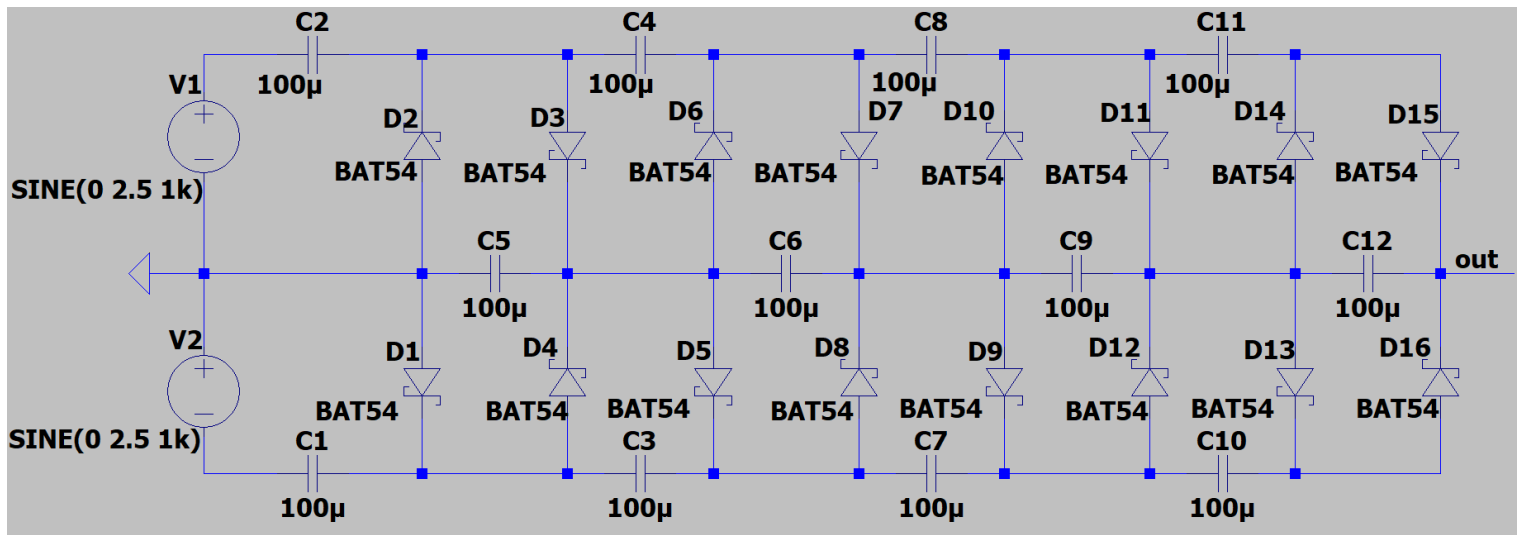 C2
C4
C8
C11
100µ
100µ
100µ
100µ
V1
D2
D3
D6
D7
D10
D11
D14
D15
BAT54
BAT54
BAT54
BAT54
BAT54
BAT54
BAT54
BAT54
SINE(0 2.5 1k)
C5
C6
C9
C12
out
100µ
100µ
100µ
100µ
V2
D1
D4
D5
D8
D9
D12
D13
D16
BAT54
BAT54
BAT54
BAT54
BAT54
BAT54
BAT54
BAT54
SINE(0 2.5 1k)
C1
C3
C7
C10
100µ
100µ
100µ
100µ